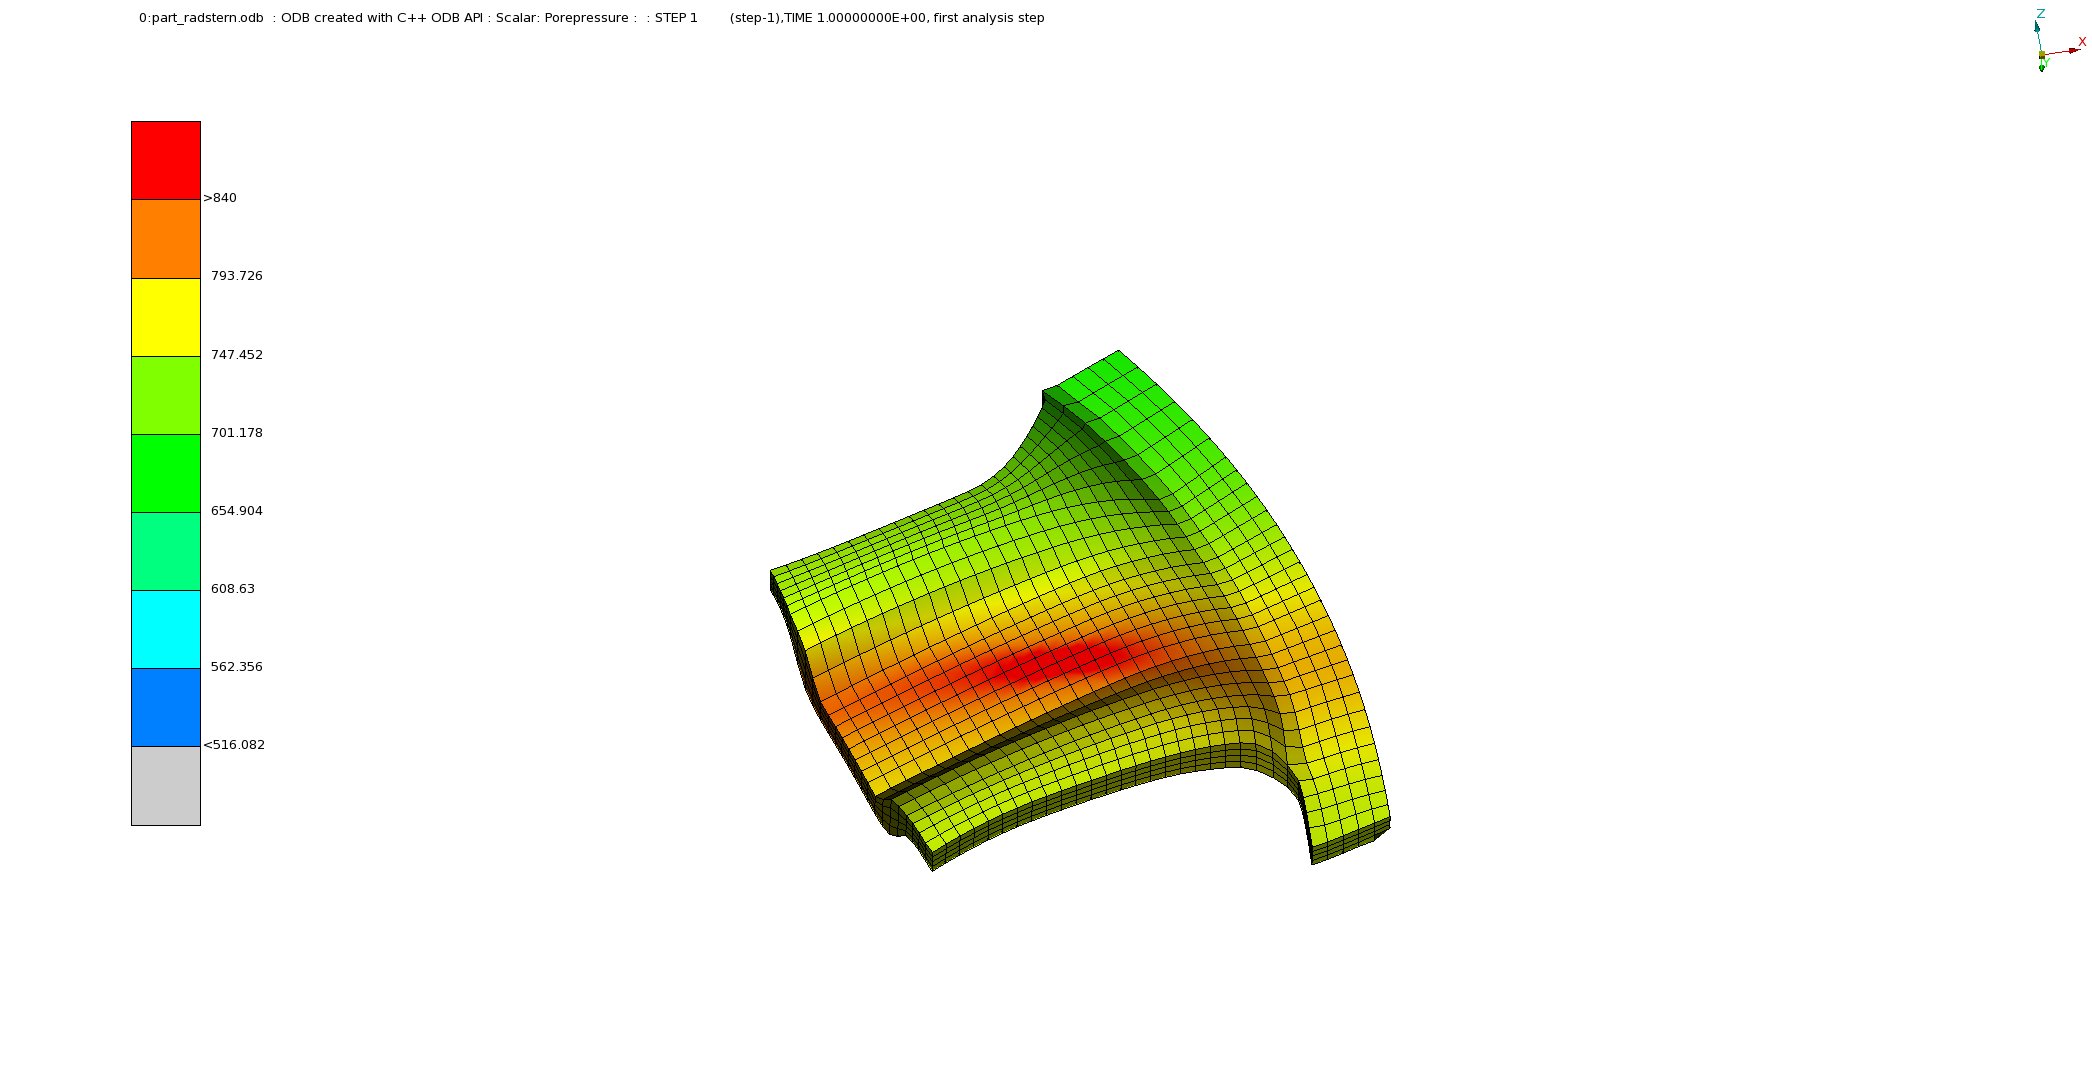 0:part_radstern.odb : ODB created with C++ ODB API : Scalar: Porepressure : : STEP 1 (step-1),TIME 1.00000000E+00, first analysis step
Z
X
Y
>840
793.726
747.452
701.178
654.904
608.63
562.356
<516.082